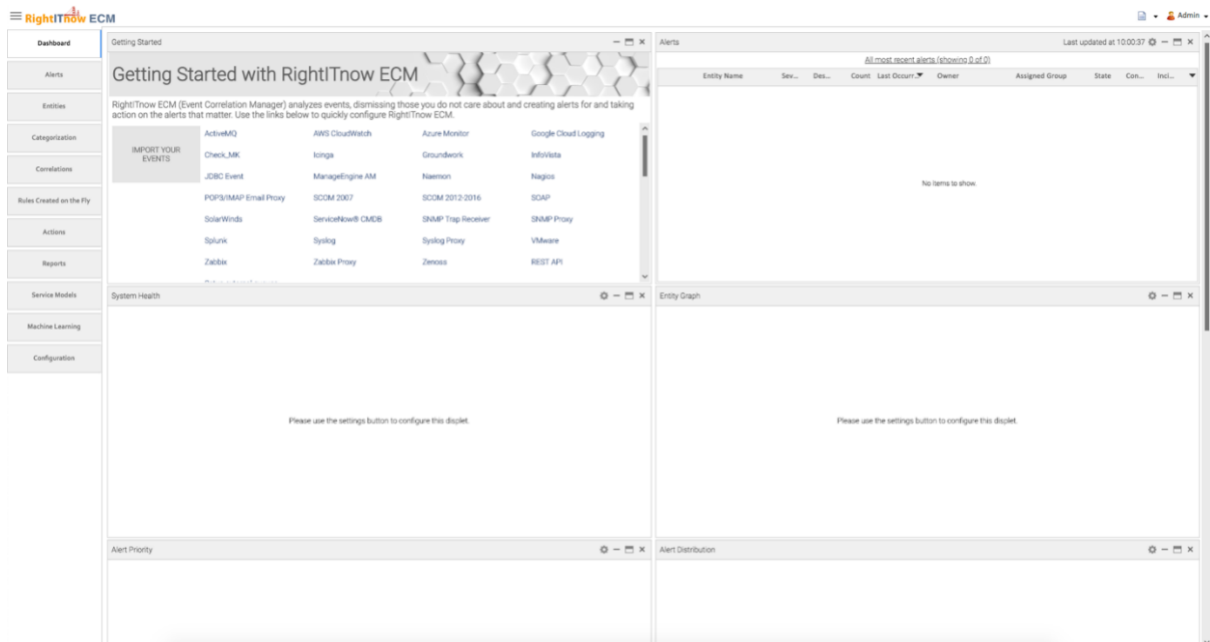 RightITnow ECM
Admin
Dashboard
Alerts
Entities
Categorization
Correlations
Rules Created on the Fly
Actions
Reports
Service Models
Machine Learning
Configuration
Getting Started
Getting Started with RightITnow ECM
RightITnow ECM (Event Correlation Manager) analyzes events, dismissing those you do not care about and creating alerts for and taking
action on the alerts that matter. Use the links below to quickly configure RightITnow ECM.
IMPORT YOUR
EVENTS
ActiveMQ AWS CloudWatch Azure Monitor Google Cloud Logging
Check_MK Icinga Groundwork InfoVista
JDBC Event ManageEngine AM Naemon Nagios
POP3/IMAP Email Proxy SCOM 2007 SCOM 2012-2016 SOAP
SolarWinds ServiceNow® CMDB SNMP Trap Receiver SNMP Proxy
Splunk Syslog Syslog Proxy VMware
Zabbix Zabbix Proxy Zenoss REST API
Alerts Last updated at 10:00:37
All most recent alerts (showing 0 of 0)
Entity Name Sev... Des... Count Last Occurr... Owner Assigned Group State Con... Inci...
No items to show.
System Health
Please use the settings button to configure this displet.
Entity Graph
Please use the settings button to configure this displet.
Alert Priority
Alert Distribution